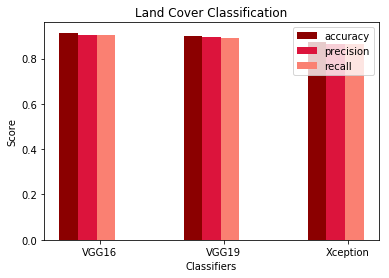 Land Cover Classification
accuracy
precision
recall
Score
0.8
0.6
0.4
0.2
0.0
VGG16 VGG19 Xception
Classifiers